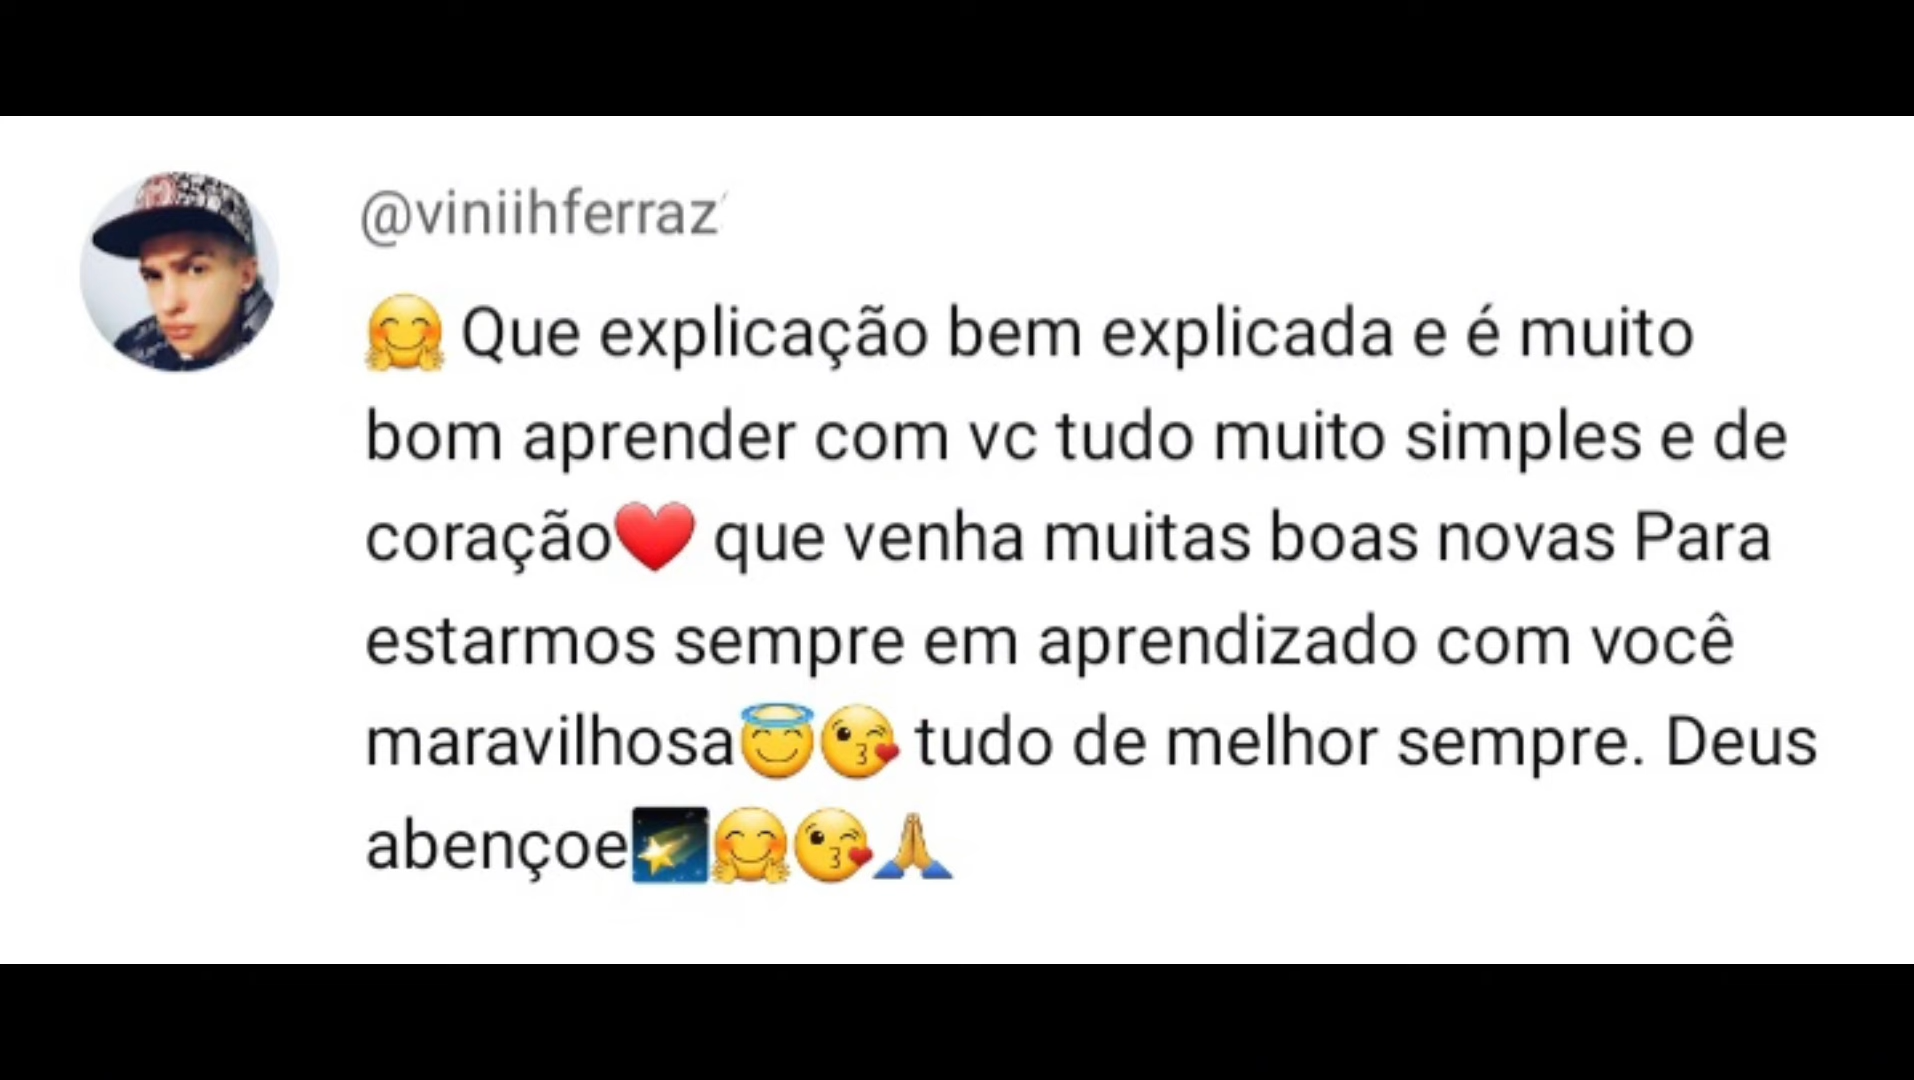 @viniihferraz
🤗 Que explicação bem explicada e é muito
bom aprender com vc tudo muito simples e de
coração❤️ que venha muitas boas novas Para
estarmos sempre em aprendizado com você
maravilhosa😇😘 tudo de melhor sempre. Deus
abençoe🌠🤗😘🙏